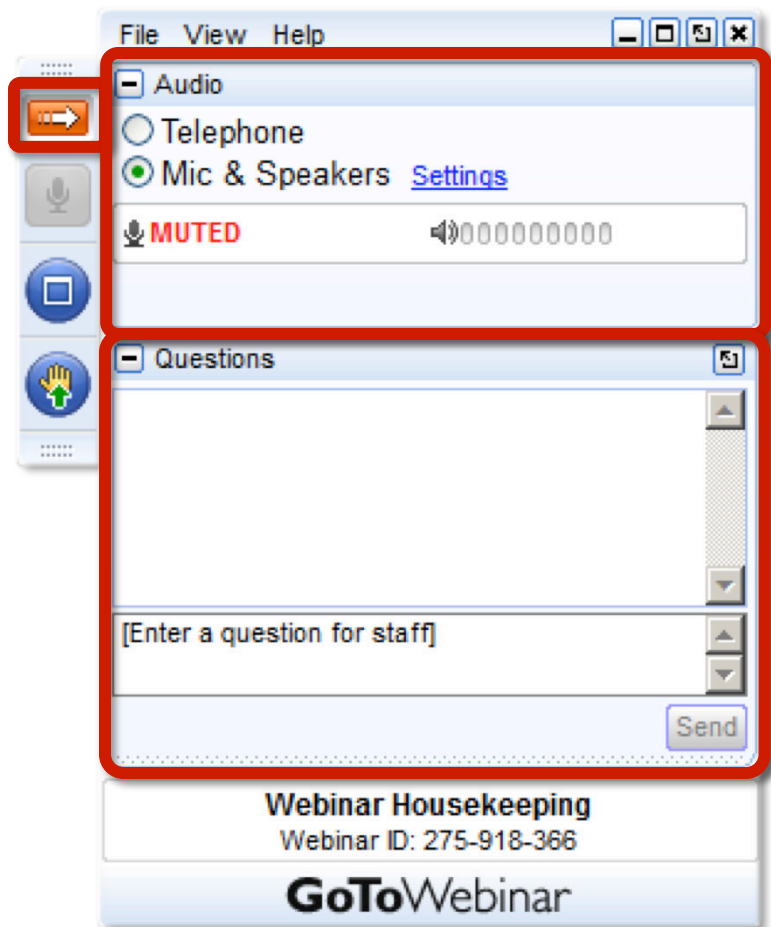 File View Help
Audio
Telephone
Mic & Speakers Settings
MUTED 000000000
Questions
[Enter a question for staff]
Send
Webinar Housekeeping
Webinar ID: 275-918-366
GoToWebinar